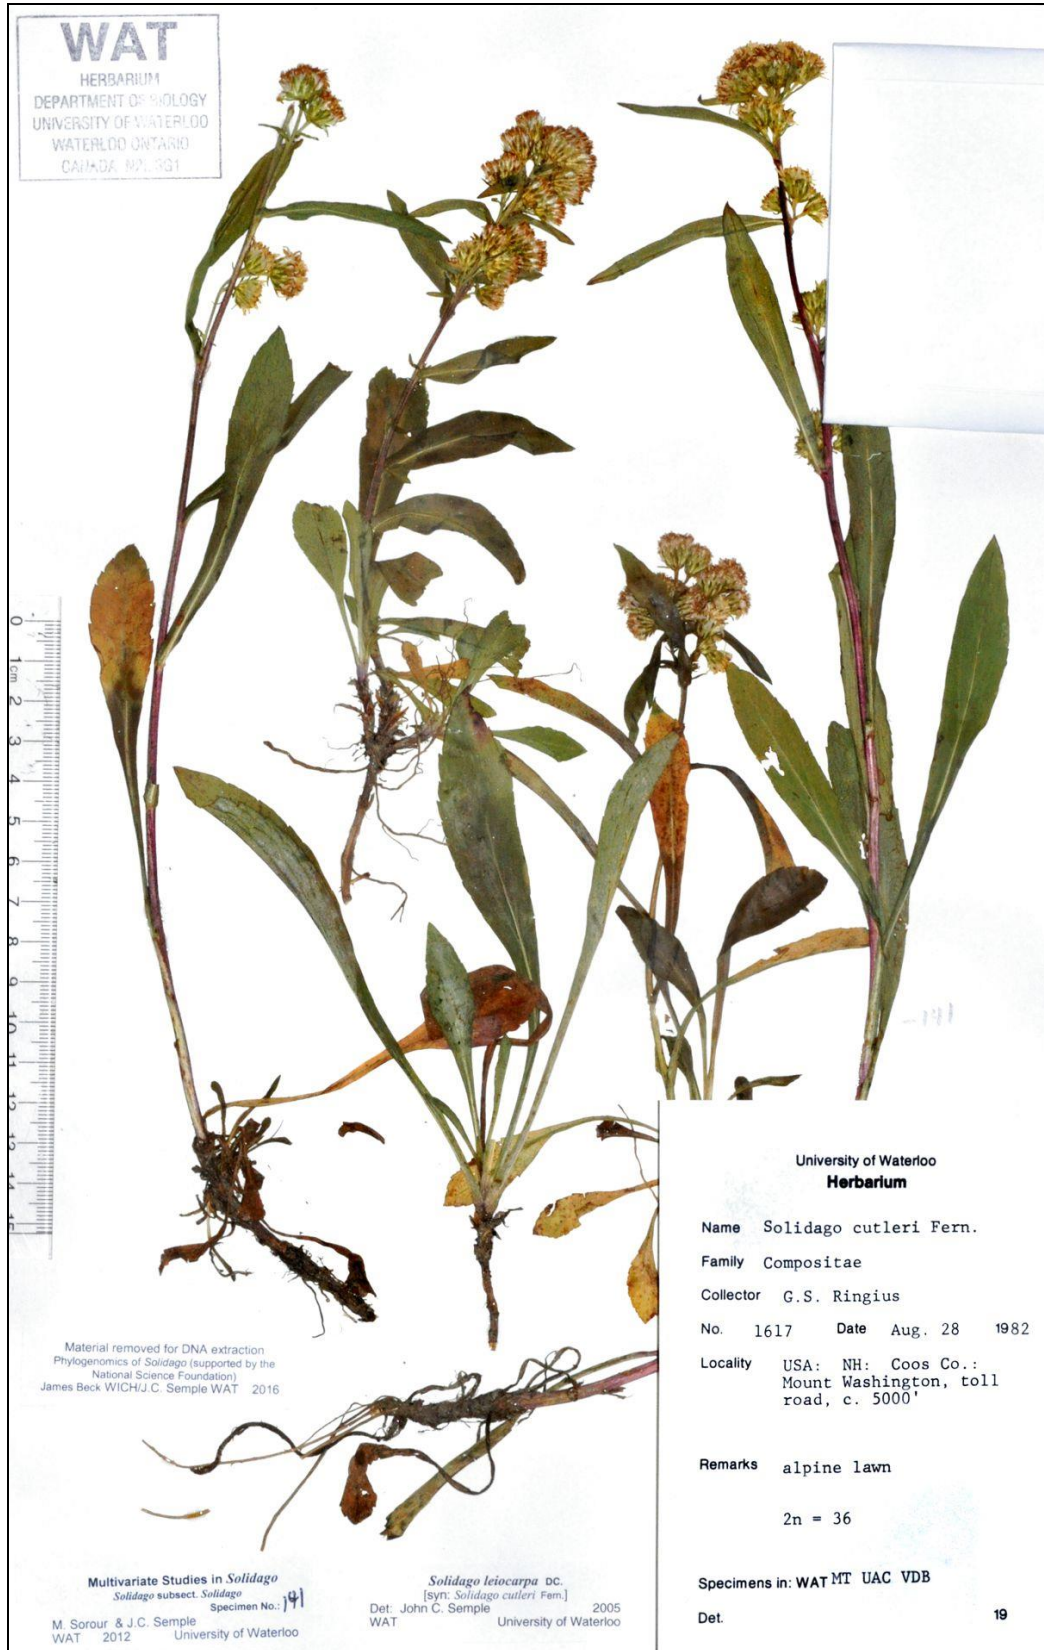 WAT
HERBARIUM
DEPARTMENT OF BIOLOGY
UNIVERSITY OF WATERLOO
WATERLOO ONTARIO
CANADA N2L 3G1
0
1cm
2
3
4
5
6
7
8
9
10
11
12
13
14
15
-141
University of Waterloo
Herbarium
Name Solidago cutleri Fern.
Family Compositae
Collector G.S. Ringius
No. 1617 Date Aug. 28 1982
Locality USA: NH: Coos Co.:
Mount Washington, toll
road, c. 5000'
Remarks alpine lawn
2n = 36
Specimens in: WAT MT UAC VDB
Det. 19
Material removed for DNA extraction
Phylogenomics of Solidago (supported by the
National Science Foundation)
James Beck WICH/J.C. Semple WAT 2016
Multivariate Studies in Solidago
Solidago subsect. Solidago
Specimen No.: 141
M. Sorour & J.C. Semple
WAT 2012 University of Waterloo
Solidago leiocarpa DC.
[syn: Solidago cutleri Fern.]
Det: John C. Semple 2005
WAT University of Waterloo